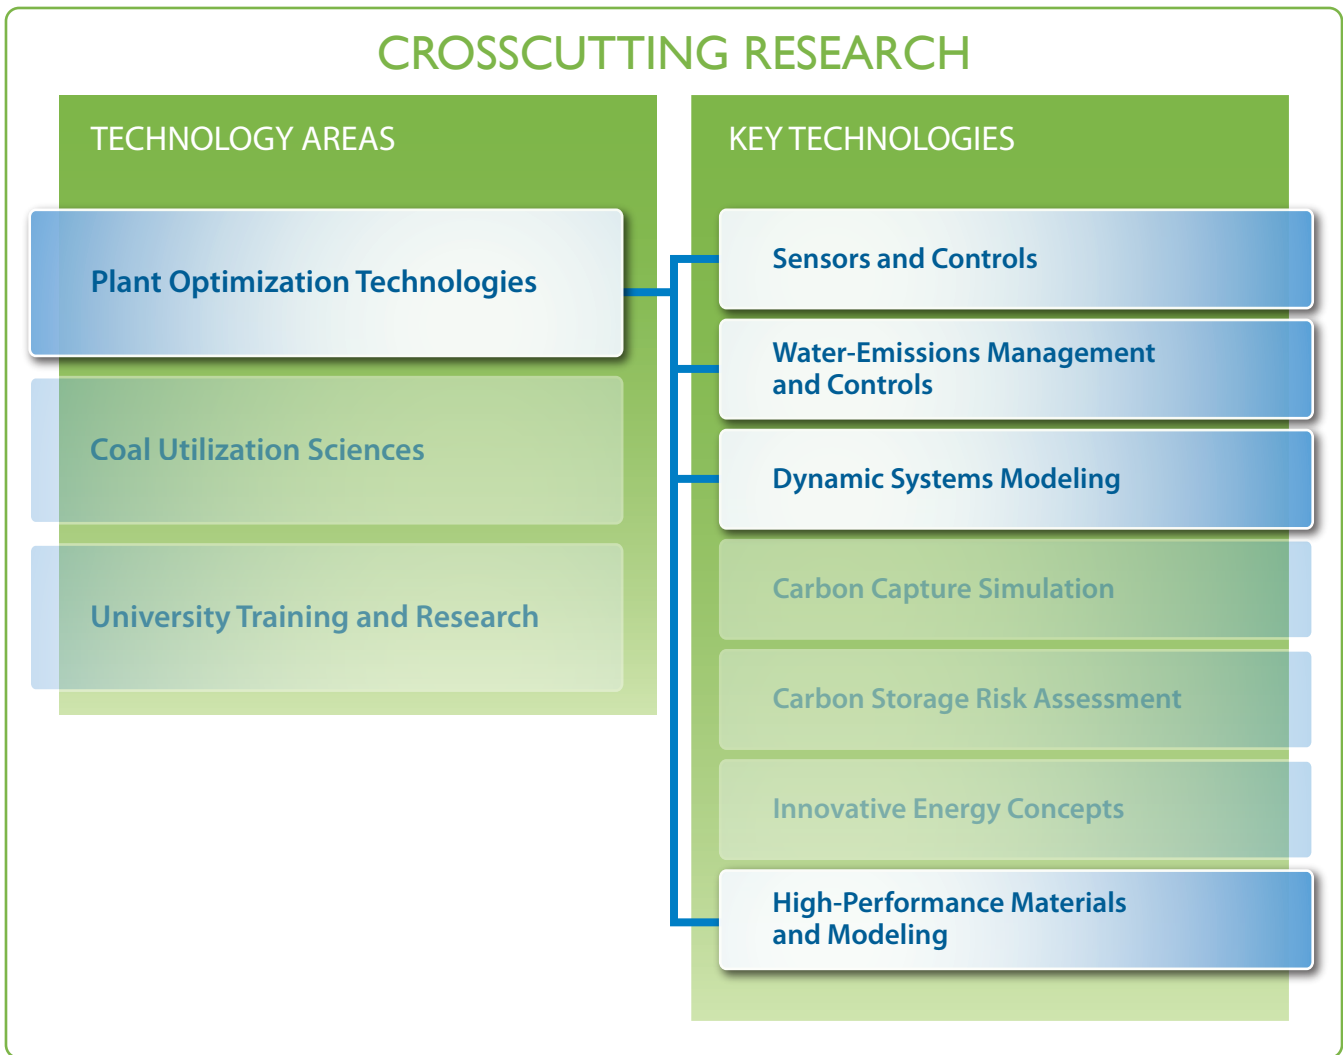 CROSSCUTTING RESEARCH
TECHNOLOGY AREAS
Plant Optimization Technologies
Coal Utilization Sciences
University Training and Research
KEY TECHNOLOGIES
Sensors and Controls
Water-Emissions Management
and Controls
Dynamic Systems Modeling
Carbon Capture Simulation
Carbon Storage Risk Assessment
Innovative Energy Concepts
High-Performance Materials
and Modeling